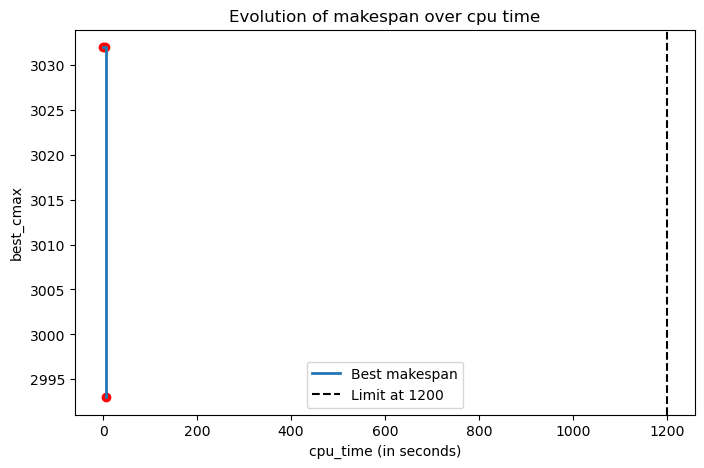 Evolution of makespan over cpu time
3030
3025
3020
3015
3010
3005
3000
2995
best_cmax
Best makespan
Limit at 1200
0 200 400 600 800 1000 1200
cpu_time (in seconds)